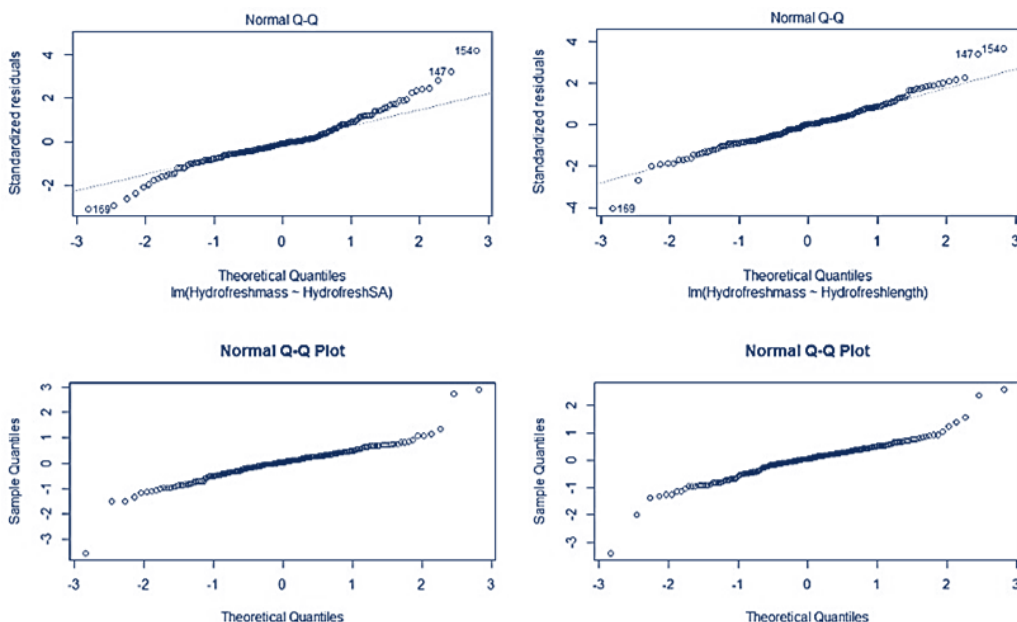 Normal Q-Q
Standardized residuals
4
2
0
-2
154
147
169
-3 -2 -1 0 1 2 3
Theoretical Quantiles
lm(Hydrofreshmass ~ HydrofreshSA)
Normal Q-Q
Standardized residuals
4
2
0
-2
-4
147 154
169
-3 -2 -1 0 1 2 3
Theoretical Quantiles
lm(Hydrofreshmass ~ Hydrofreshlength)
Normal Q-Q Plot
Sample Quantiles
3
2
1
0
-1
-2
-3
-3 -2 -1 0 1 2 3
Theoretical Quantiles
Normal Q-Q Plot
Sample Quantiles
2
1
0
-1
-2
-3
-3 -2 -1 0 1 2 3
Theoretical Quantiles